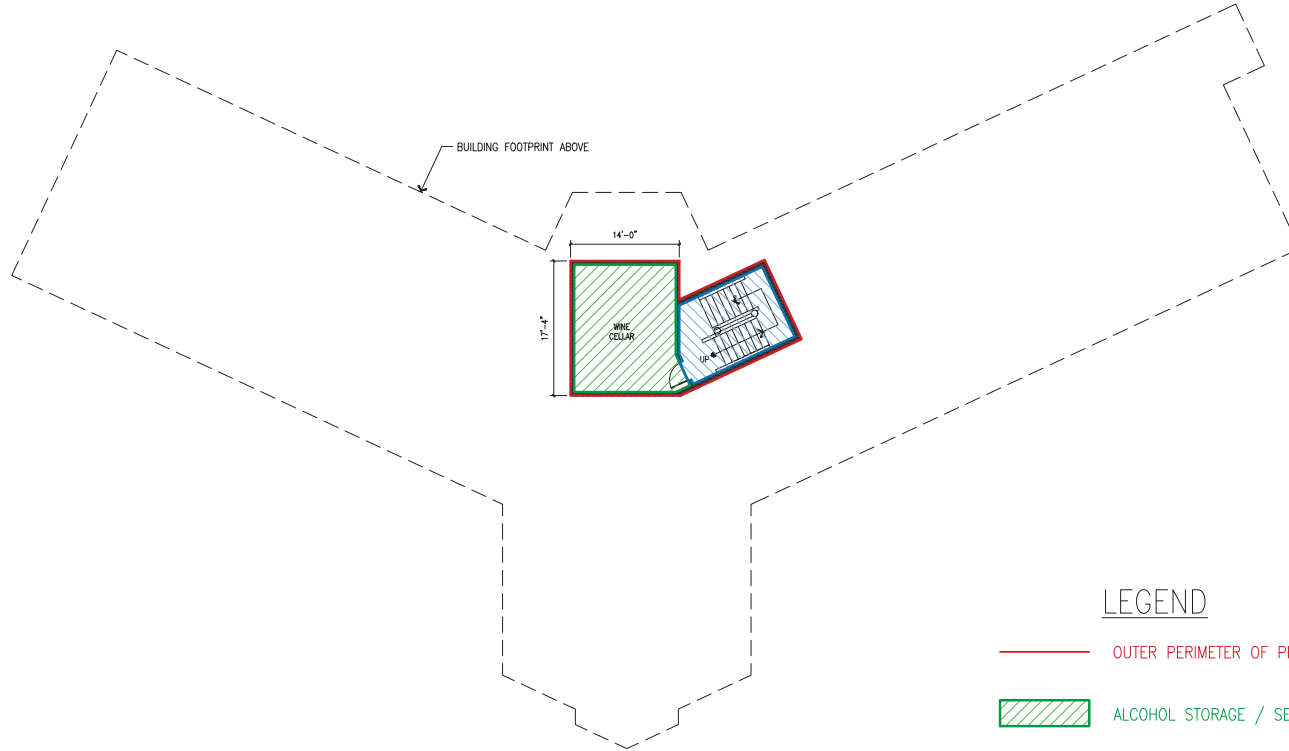 BUILDING FOOTPRINT ABOVE
14'-0"
17'-4"
WINE
CELLAR
UP
LEGEND
OUTER PERIMETER OF
ALCOHOL STORAGE /